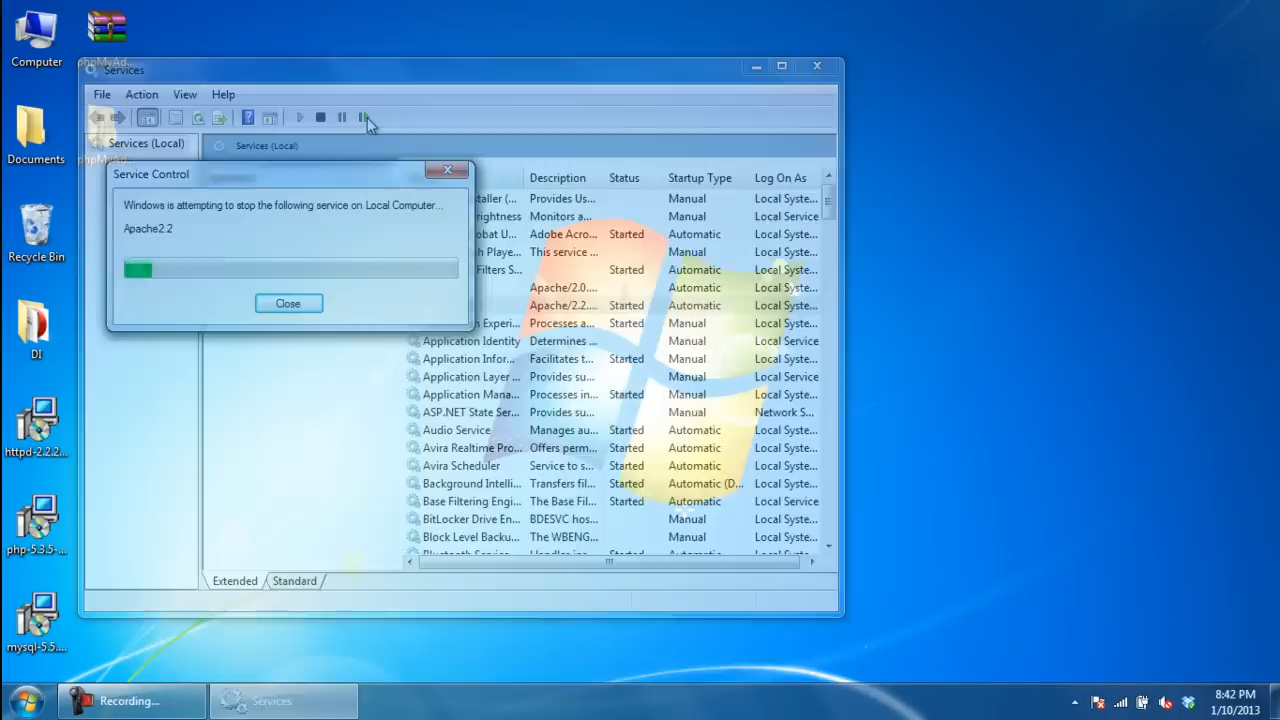 Computer
phpMyAd...
Documents
phpMyAd...
Recycle Bin
DI
httpd-2.2.2...
php-5.3.5-...
mysql-5.5....
Services
File Action View Help
Services (Local)
Services (Local)
Service Control
Windows is attempting to stop the following service on Local Computer...
Apache2.2
Close
Description Status Startup Type Log On As
staller (... Provides Us... Manual Local Syste...
rightness Monitors a... Manual Local Service
obat U... Adobe Acro... Started Automatic Local Syste...
h Playe... This service ... Manual Local Syste...
Filters S... Started Automatic Local Syste...
Apache/2.0.... Automatic Local Syste...
Apache/2.2.... Started Automatic Local Syste...
n Experi... Processes a... Started Manual Local Syste...
Application Identity Determines ... Manual Local Service
Application Infor... Facilitates t... Started Manual Local Syste...
Application Layer ... Provides su... Manual Local Service
Application Mana... Processes in... Started Manual Local Syste...
ASP.NET State Ser... Provides su... Manual Network S...
Audio Service Manages au... Started Automatic Local Syste...
Avira Realtime Pro... Offers perm... Started Automatic Local Syste...
Avira Scheduler Service to s... Started Automatic Local Syste...
Background Intelli... Transfers fil... Started Automatic (D... Local Syste...
Base Filtering Engi... The Base Fil... Started Automatic Local Service
BitLocker Drive En... BDESVC hos... Manual Local Syste...
Block Level Backu... The WBENG... Manual Local Syste...
Extended Standard
Recording...
Services
8:42 PM
1/10/2013